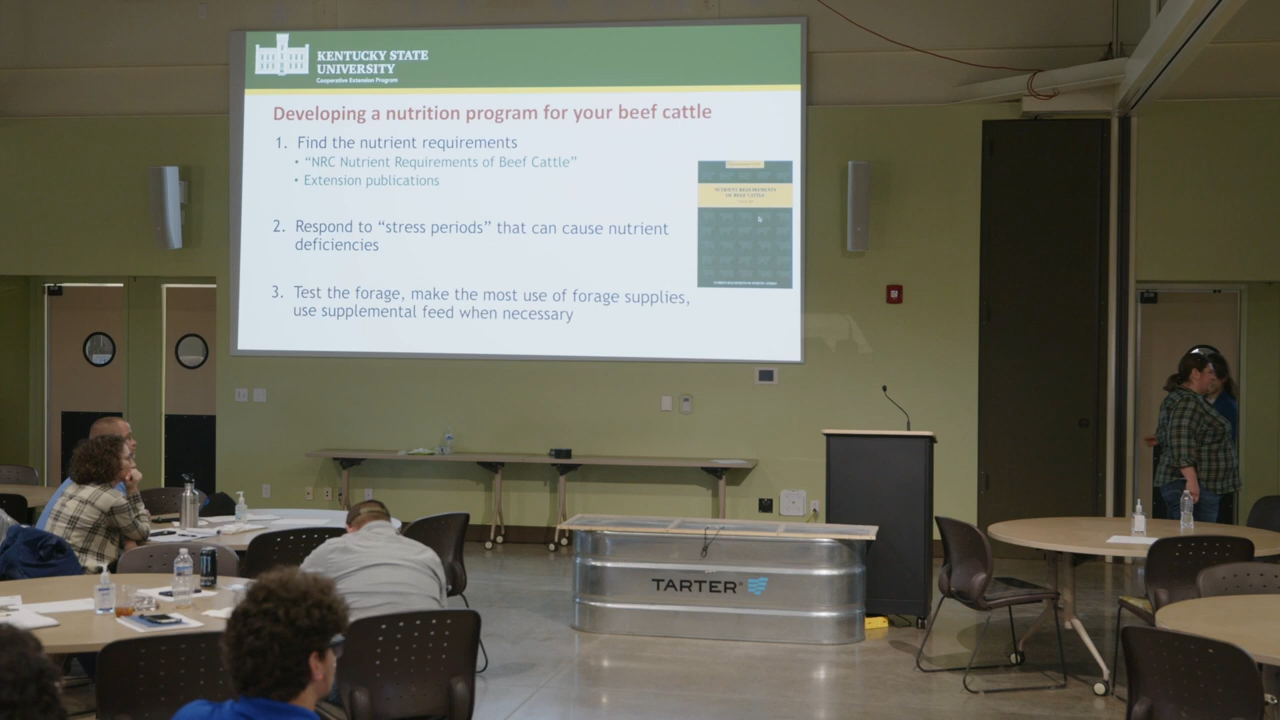 KENTUCKY STATE
UNIVERSITY
Cooperative Extension Program
Developing a nutrition program for your beef cattle
1. Find the nutrient requirements
• “NRC Nutrient Requirements of Beef Cattle”
• Extension publications
2. Respond to “stress periods” that can cause nutrient
deficiencies
3. Test the forage, make the most use of forage supplies,
use supplemental feed when necessary
NUTRIENT REQUIREMENTS
OF BEEF CATTLE
TARTER